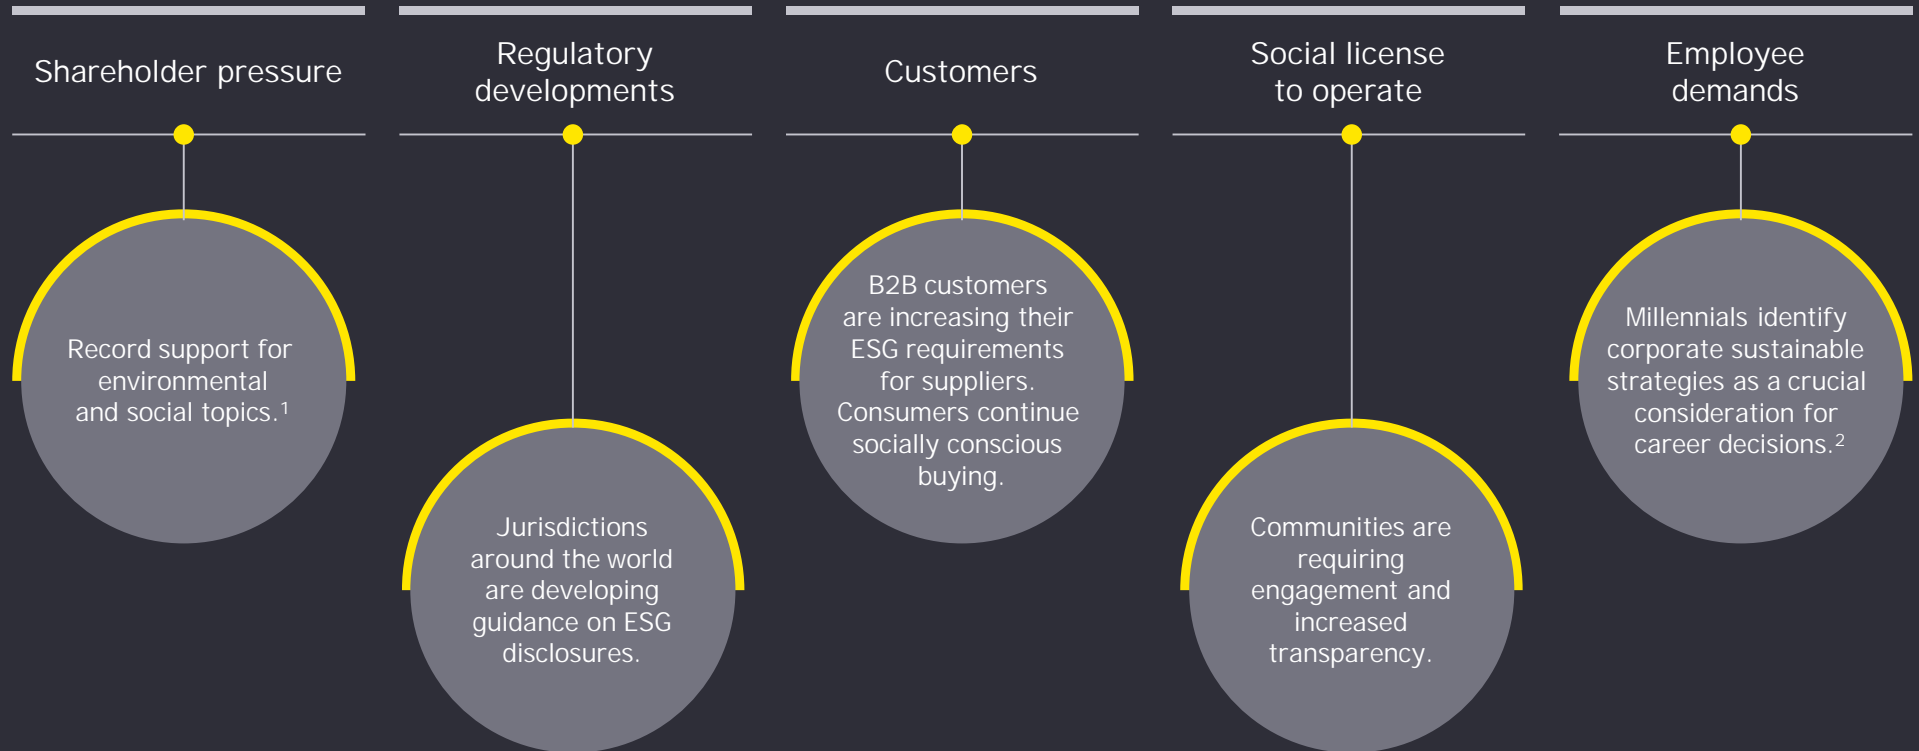 Shareholder pressure
Regulatory
developments
Customers
Social license
to operate
Employee
demands
Record support for
environmental
and social topics.¹
Jurisdictions
around the world
are developing
guidance on ESG
disclosures.
B2B customers
are increasing their
ESG requirements
for suppliers.
Consumers continue
socially conscious
buying.
Communities are
requiring
engagement and
increased
transparency.
Millennials identify
corporate sustainable
strategies as a crucial
consideration for
career decisions.²